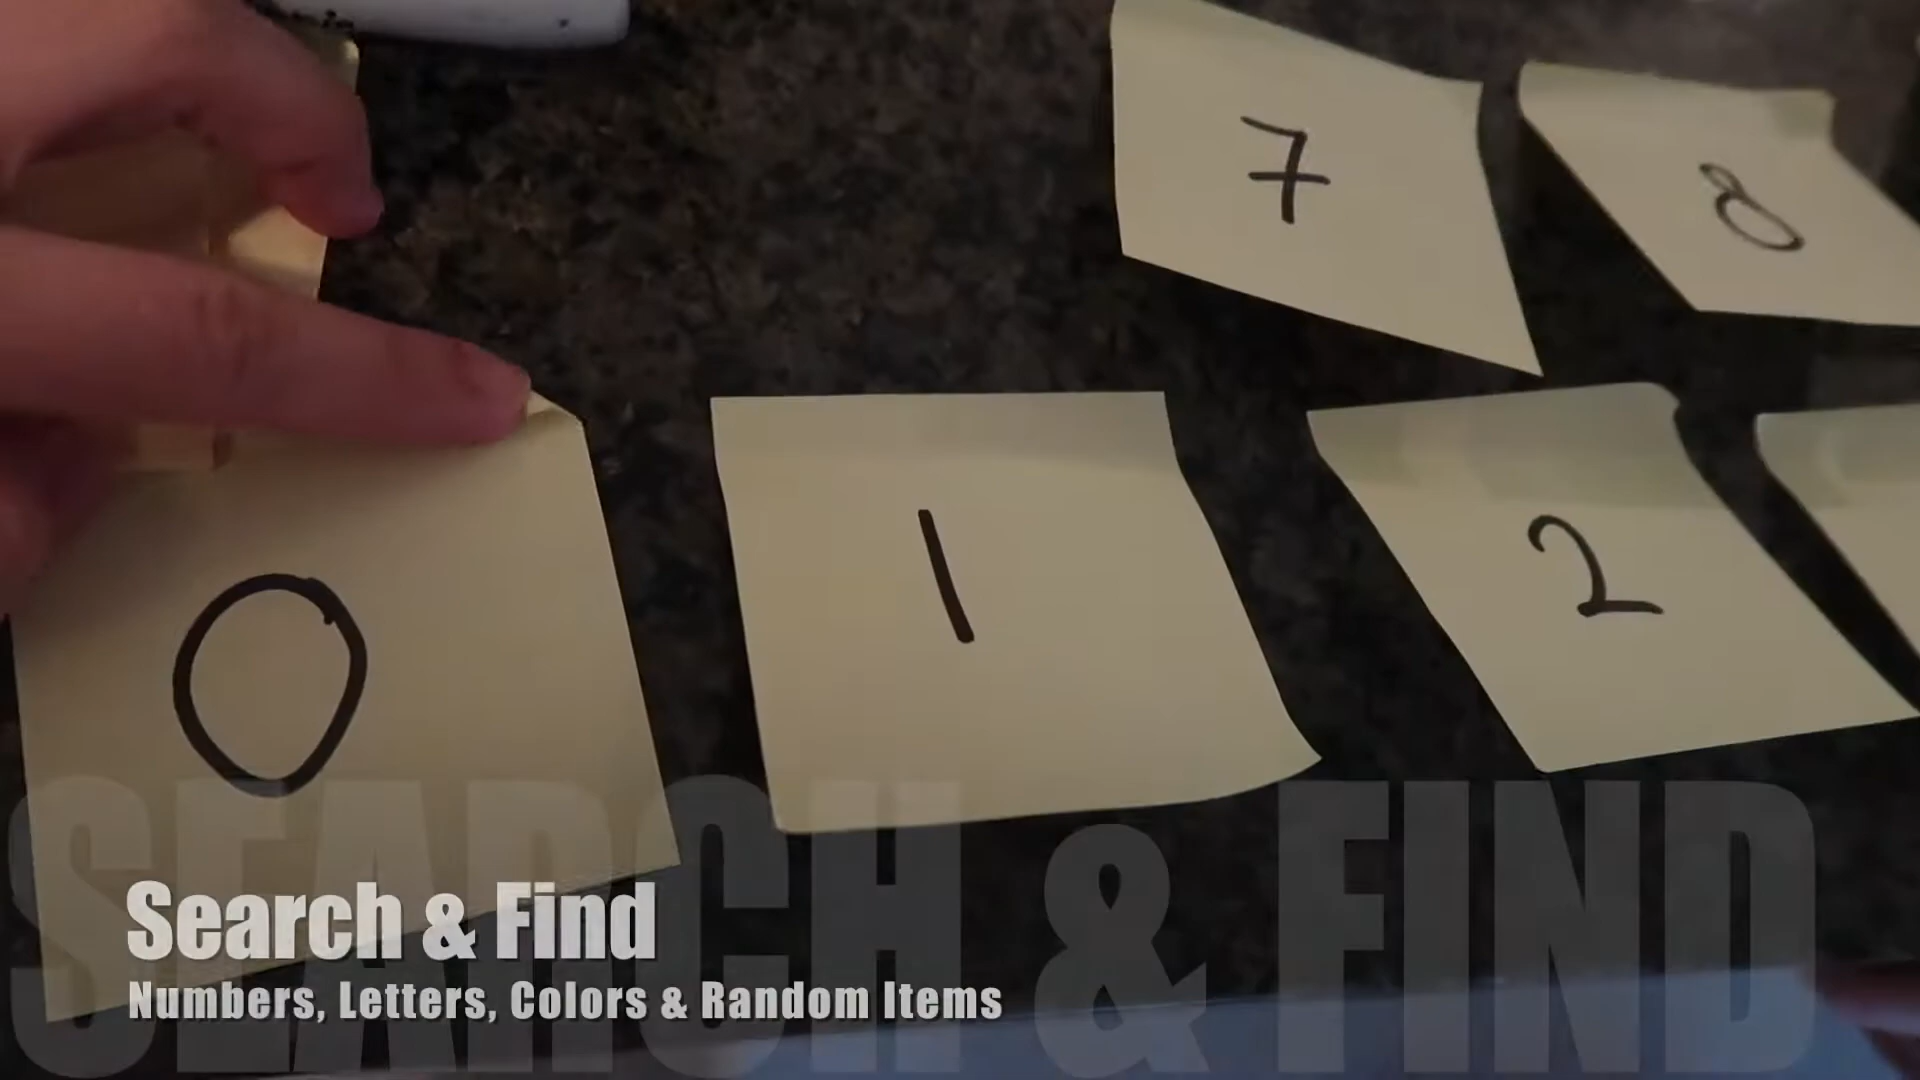 7 8
0 1 2
SEARCH & FIND
Search & Find
Numbers, Letters, Colors & Random Items